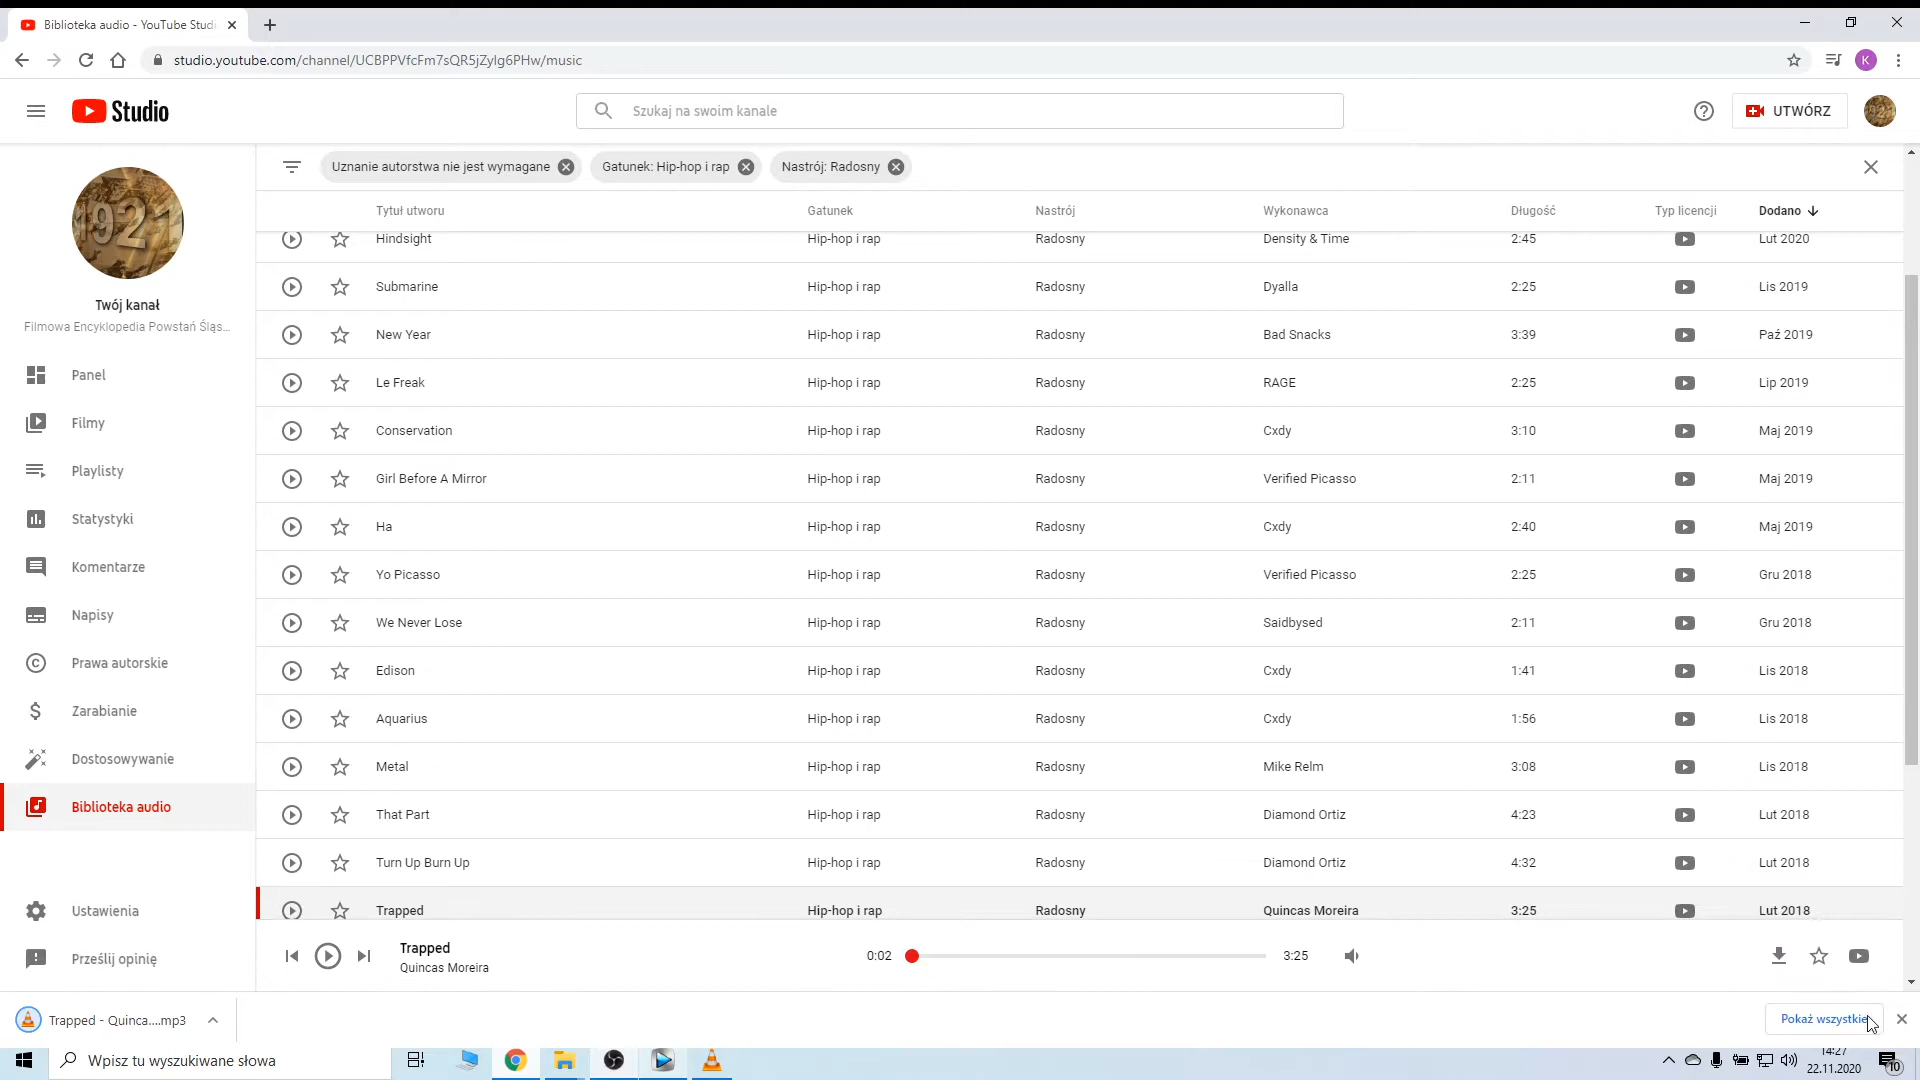 Biblioteka audio - YouTube Studi
studio.youtube.com/channel/UCBPPVfcFm7sQR5jZyIg6PHw/music
K
Studio
Szukaj na swoim kanale
UTWÓRZ
1921
Twój kanał
Filmowa Encyklopedia Powstań Śląs...
Panel
Filmy
Playlisty
Statystyki
Komentarze
Napisy
Prawa autorskie
Zarabianie
Dostosowywanie
Biblioteka audio
Ustawienia
Prześlij opinię
Uznanie autorstwa nie jest wymagane Gatunek: Hip-hop i rap Nastrój: Radosny
Tytuł utworu Gatunek Nastrój Wykonawca Długość Typ licencji Dodano
Hindsight Hip-hop i rap Radosny Density & Time 2:45 Lut 2020
Submarine Hip-hop i rap Radosny Dyalla 2:25 Lis 2019
New Year Hip-hop i rap Radosny Bad Snacks 3:39 Paź 2019
Le Freak Hip-hop i rap Radosny RAGE 2:25 Lip 2019
Conservation Hip-hop i rap Radosny Cxdy 3:10 Maj 2019
Girl Before A Mirror Hip-hop i rap Radosny Verified Picasso 2:11 Maj 2019
Ha Hip-hop i rap Radosny Cxdy 2:40 Maj 2019
Yo Picasso Hip-hop i rap Radosny Verified Picasso 2:25 Gru 2018
We Never Lose Hip-hop i rap Radosny Saidbysed 2:11 Gru 2018
Edison Hip-hop i rap Radosny Cxdy 1:41 Lis 2018
Aquarius Hip-hop i rap Radosny Cxdy 1:56 Lis 2018
Metal Hip-hop i rap Radosny Mike Relm 3:08 Lis 2018
That Part Hip-hop i rap Radosny Diamond Ortiz 4:23 Lut 2018
Turn Up Burn Up Hip-hop i rap Radosny Diamond Ortiz 4:32 Lut 2018
Trapped Hip-hop i rap Radosny Quincas Moreira 3:25 Lut 2018
Trapped
Quincas Moreira
0:02 3:25
Trapped - Quinca....mp3
Pokaż wszystkie
Wpisz tu wyszukiwane słowa
14:27
22.11.2020
10